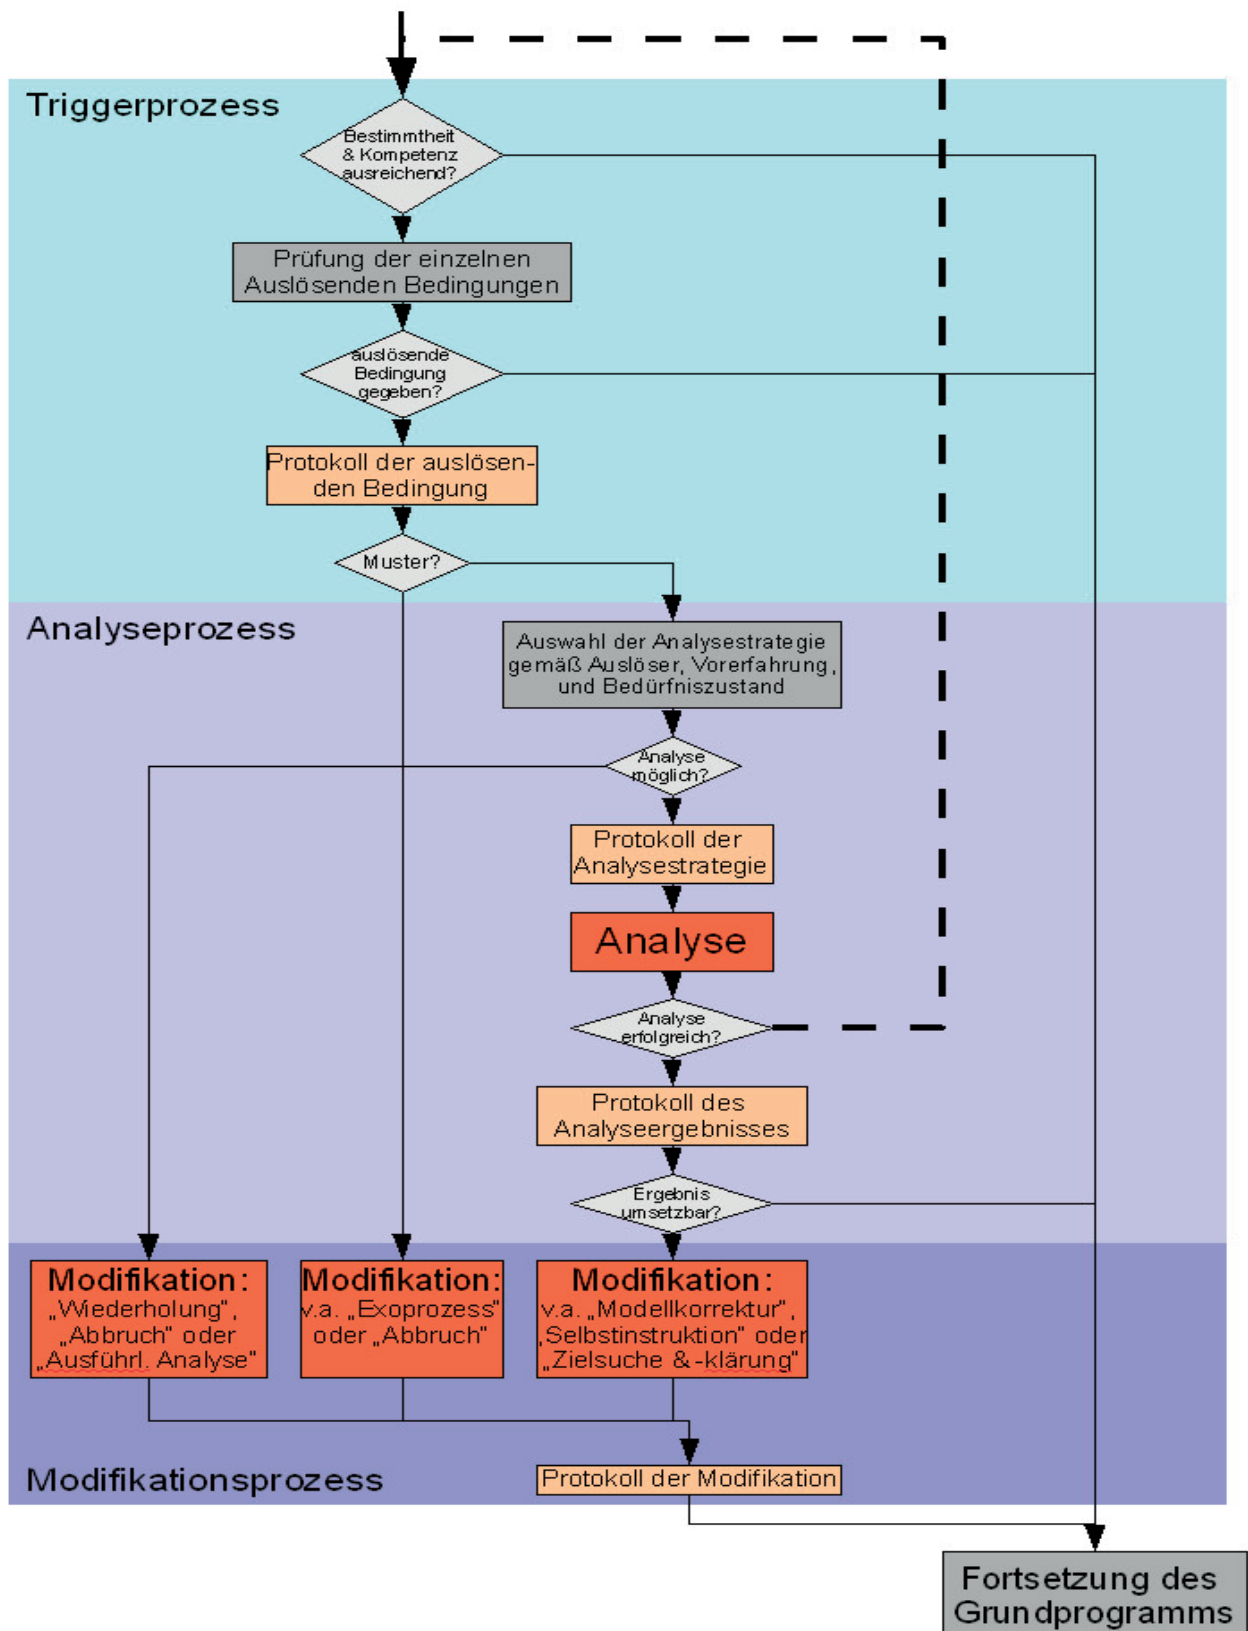 Triggerprozess
Bestimmtheit
& Kompetenz
ausreichend?
Prüfung der einzelnen
Auslösenden Bedingungen
auslösende
Bedingung
gegeben?
Protokoll der auslösen-
den Bedingung
Muster?
Analyseprozess
Auswahl der Analysestrategie
gemäß Auslöser, Vorerfahrung,
und Bedürfniszustand
Analyse
möglich?
Protokoll der
Analysestrategie
Analyse
Analyse
erfolgreich?
Protokoll des
Analyseergebnisses
Ergebnis
umsetzbar?
Modifikation:
„Wiederholung",
„Abbruch" oder
„Ausführl. Analyse"
Modifikation:
v.a. „Exoprozess"
oder „Abbruch"
Modifikation:
v.a. „Modellkorrektur",
„Selbstinstruktion" oder
„Zielsuche & -klärung"
Modifikationsprozess
Protokoll der Modifikation
Fortsetzung des
Grundprogramms